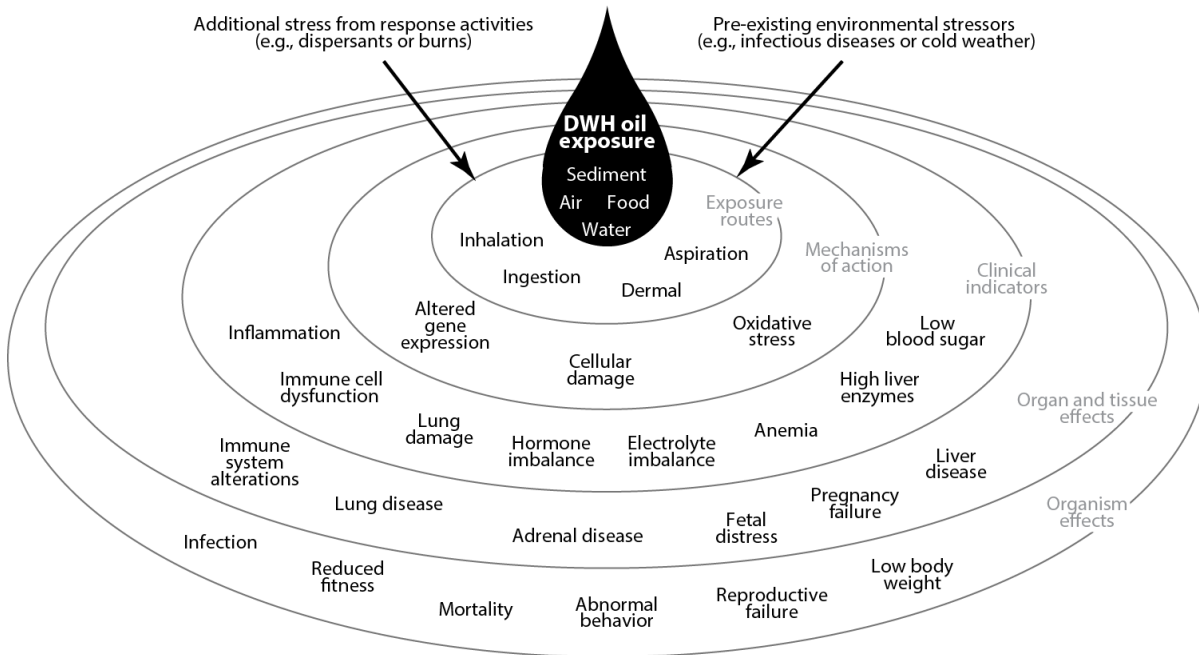 Additional stress from response activities
(e.g., dispersants or burns)
Pre-existing environmental stressors
(e.g., infectious diseases or cold weather)
DWH oil
exposure
Sediment
Air Food
Water
Exposure
routes
Inhalation
Aspiration
Ingestion
Dermal
Mechanisms
of action
Altered
gene
expression
Cellular
damage
Oxidative
stress
Clinical
indicators
Inflammation
Immune cell
dysfunction
Lung
damage
Hormone
imbalance
Electrolyte
imbalance
Anemia
High liver
enzymes
Low
blood sugar
Organ and tissue
effects
Immune
system
alterations
Lung disease
Adrenal disease
Fetal
distress
Pregnancy
failure
Liver
disease
Organism
effects
Infection
Reduced
fitness
Mortality
Abnormal
behavior
Reproductive
failure
Low body
weight